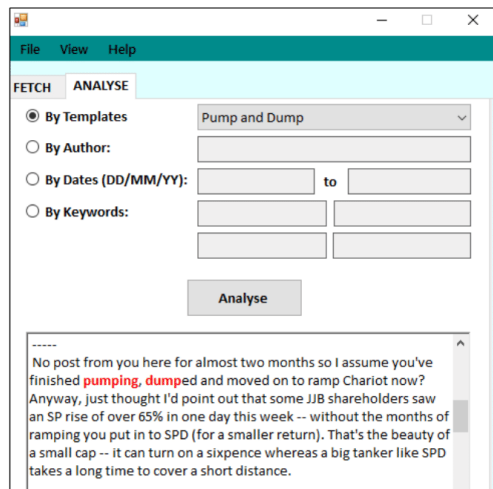 File View Help
FETCH ANALYSE
By Templates Pump and Dump
By Author:
By Dates (DD/MM/YY): to
By Keywords:
Analyse
-----
No post from you here for almost two months so I assume you've
finished pumping, dumped and moved on to ramp Chariot now?
Anyway, just thought I'd point out that some JJB shareholders saw
an SP rise of over 65% in one day this week -- without the months of
ramping you put in to SPD (for a smaller return). That's the beauty of
a small cap -- it can turn on a sixpence whereas a big tanker like SPD
takes a long time to cover a short distance.